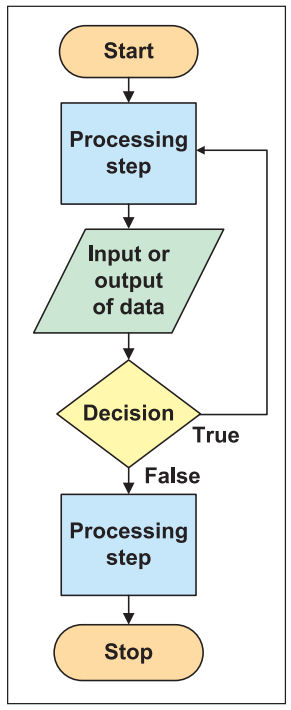 Start
Processing
step
Input or
output
of data
Decision
True
False
Processing
step
Stop